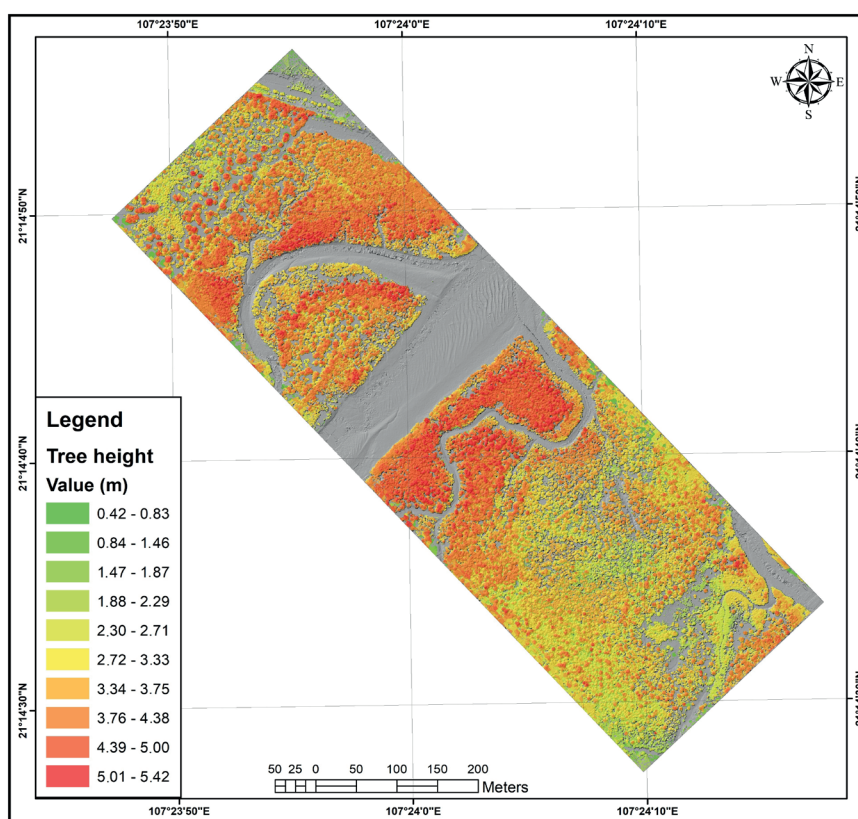 107°23'50"E 107°24'0"E 107°24'10"E
N
W E
S
21°14'50"N
21°14'40"N
21°14'30"N
Legend
Tree height
Value (m)
0.42 - 0.83
0.84 - 1.46
1.47 - 1.87
1.88 - 2.29
2.30 - 2.71
2.72 - 3.33
3.34 - 3.75
3.76 - 4.38
4.39 - 5.00
5.01 - 5.42
50 25 0 50 100 150 200
Meters
107°23'50"E 107°24'0"E 107°24'10"E